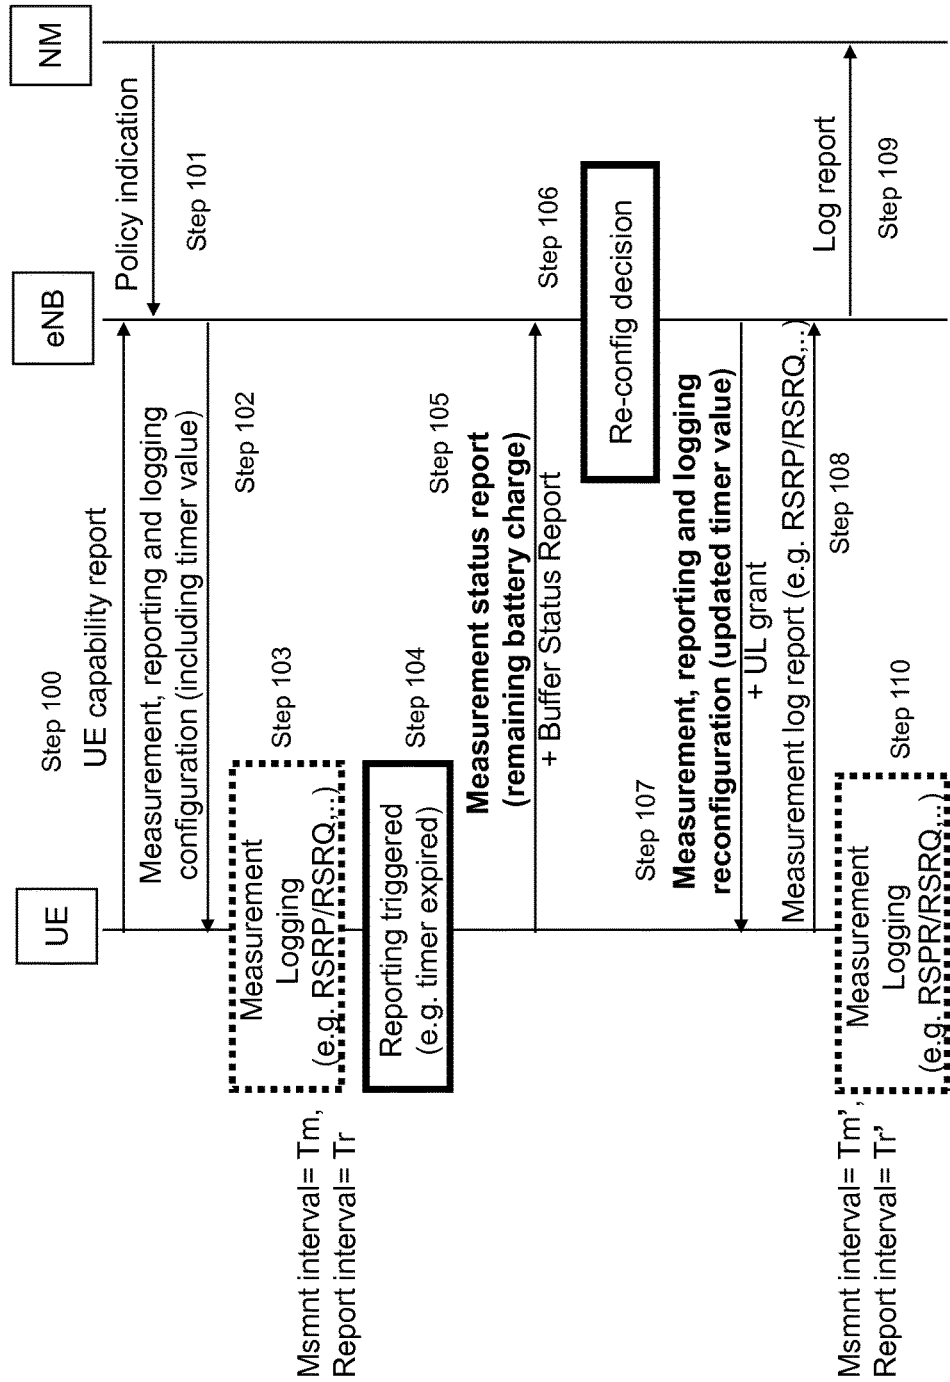 UE
eNB
NM
Step 100
UE capability report
Policy indication
Step 101
Measurement, reporting and logging
configuration (including timer value)
Step 102
Measurement
Logging
(e.g. RSRP/RSRQ,..)
Step 103
Msmnt interval= Tm,
Report interval= Tr
Reporting triggered
(e.g. timer expired)
Step 104
Step 105
Measurement status report
(remaining battery charge)
+ Buffer Status Report
Step 106
Re-config decision
Step 107
Measurement, reporting and logging
reconfiguration (updated timer value)
+ UL grant
Measurement log report (e.g. RSRP/RSRQ,..)
Step 108
Log report
Step 109
Measurement
Logging
(e.g. RSPR/RSRQ,..)
Step 110
Msmnt interval= Tm’,
Report interval= Tr’